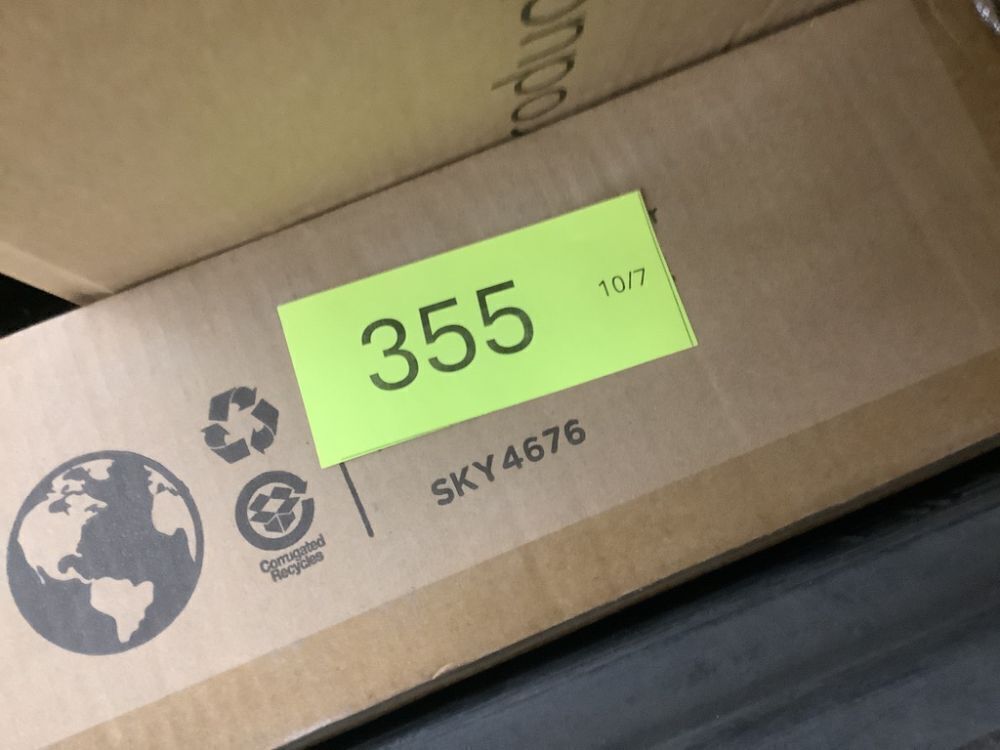 355
10/7
SKY4676
Corrugated
Recycles